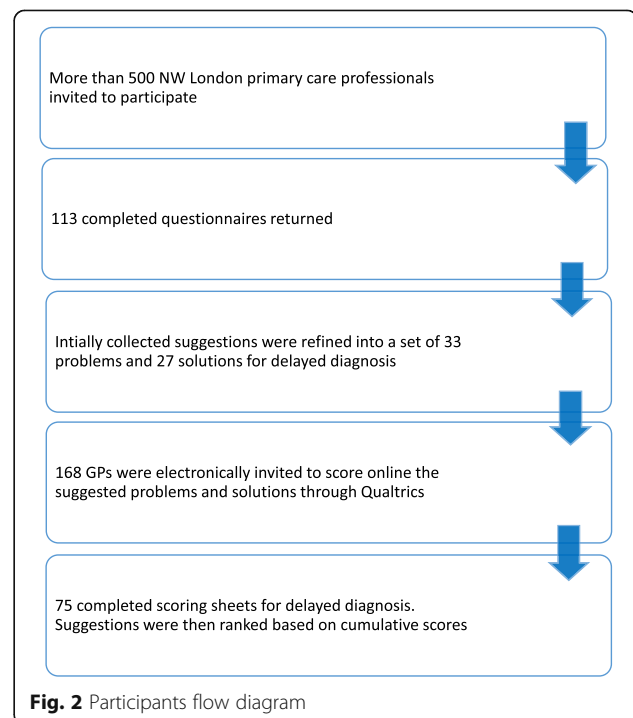 More than 500 NW London primary care professionals
invited to participate
113 completed questionnaires returned
Intially collected suggestions were refined into a set of 33
problems and 27 solutions for delayed diagnosis
168 GPs were electronically invited to score online the
suggested problems and solutions through Qualtrics
75 completed scoring sheets for delayed diagnosis.
Suggestions were then ranked based on cumulative scores
Fig. 2 Participants flow diagram